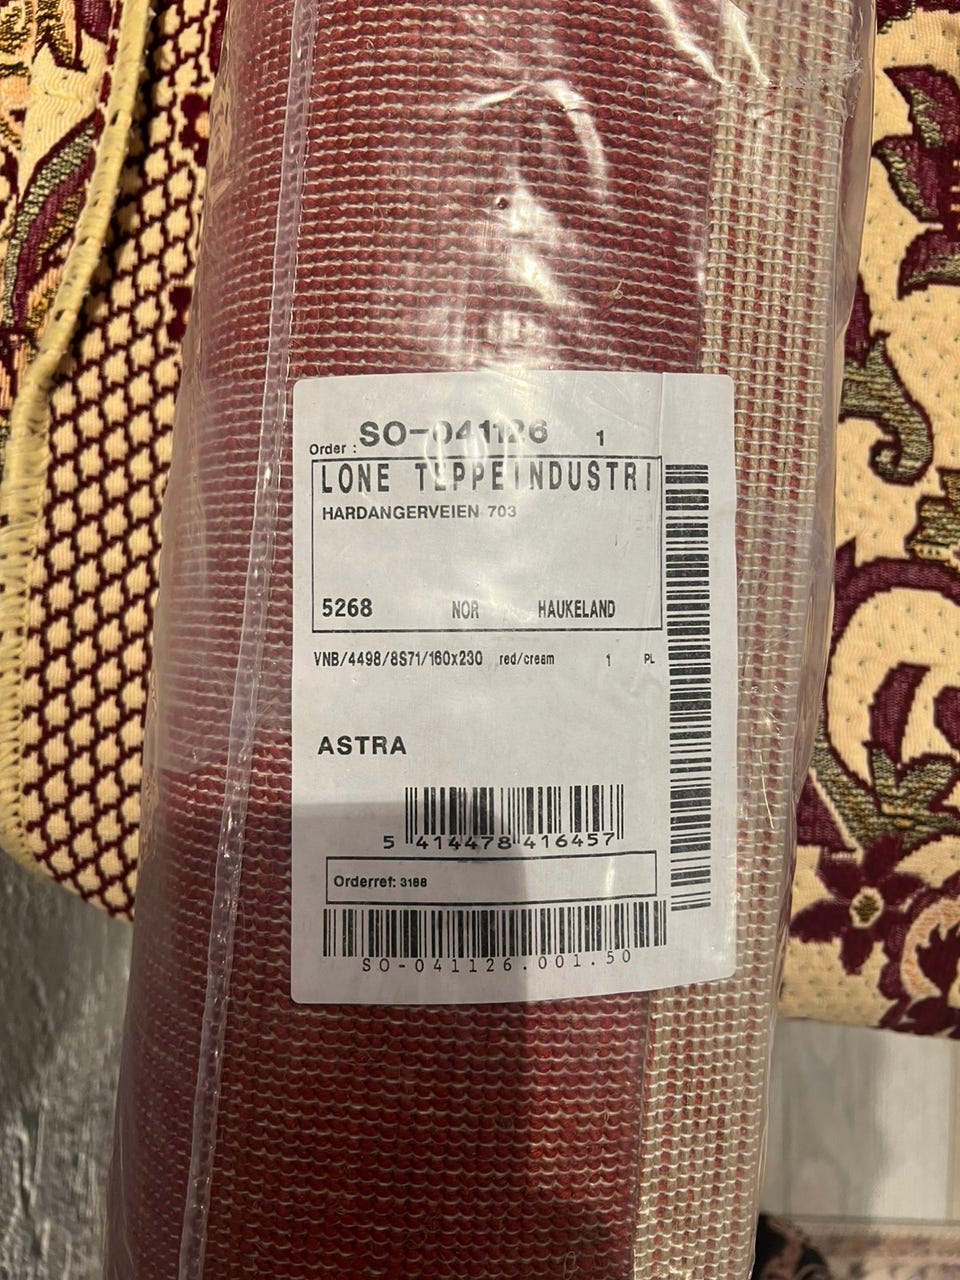 Order : SO-041126 1
LONE TEPPEINDUSTRI
HARDANGERVEIEN 703
5268 NOR HAUKELAND
VNB/4498/8S71/160x230 red/cream 1 PL
ASTRA
5 414478 416457
Orderref: 3188
SO-041126.001.50